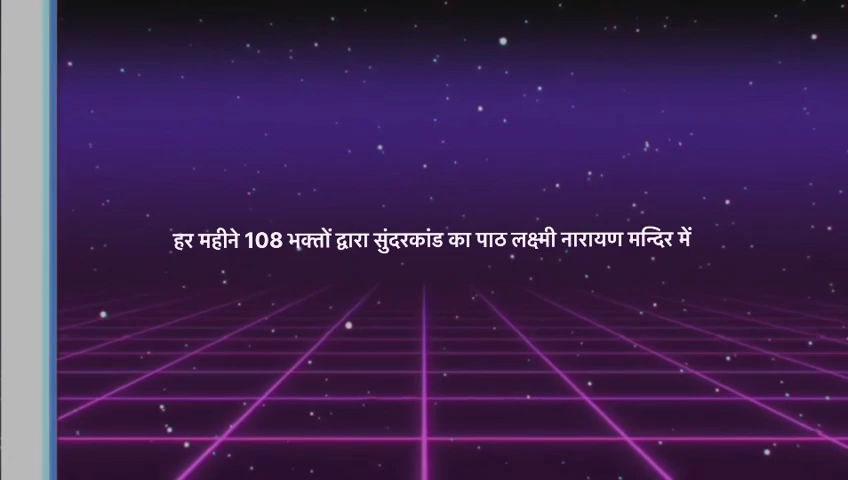 हर महीने 108 भक्तों द्वारा सुंदरकांड का पाठ लक्ष्मी नारायण मन्दिर में